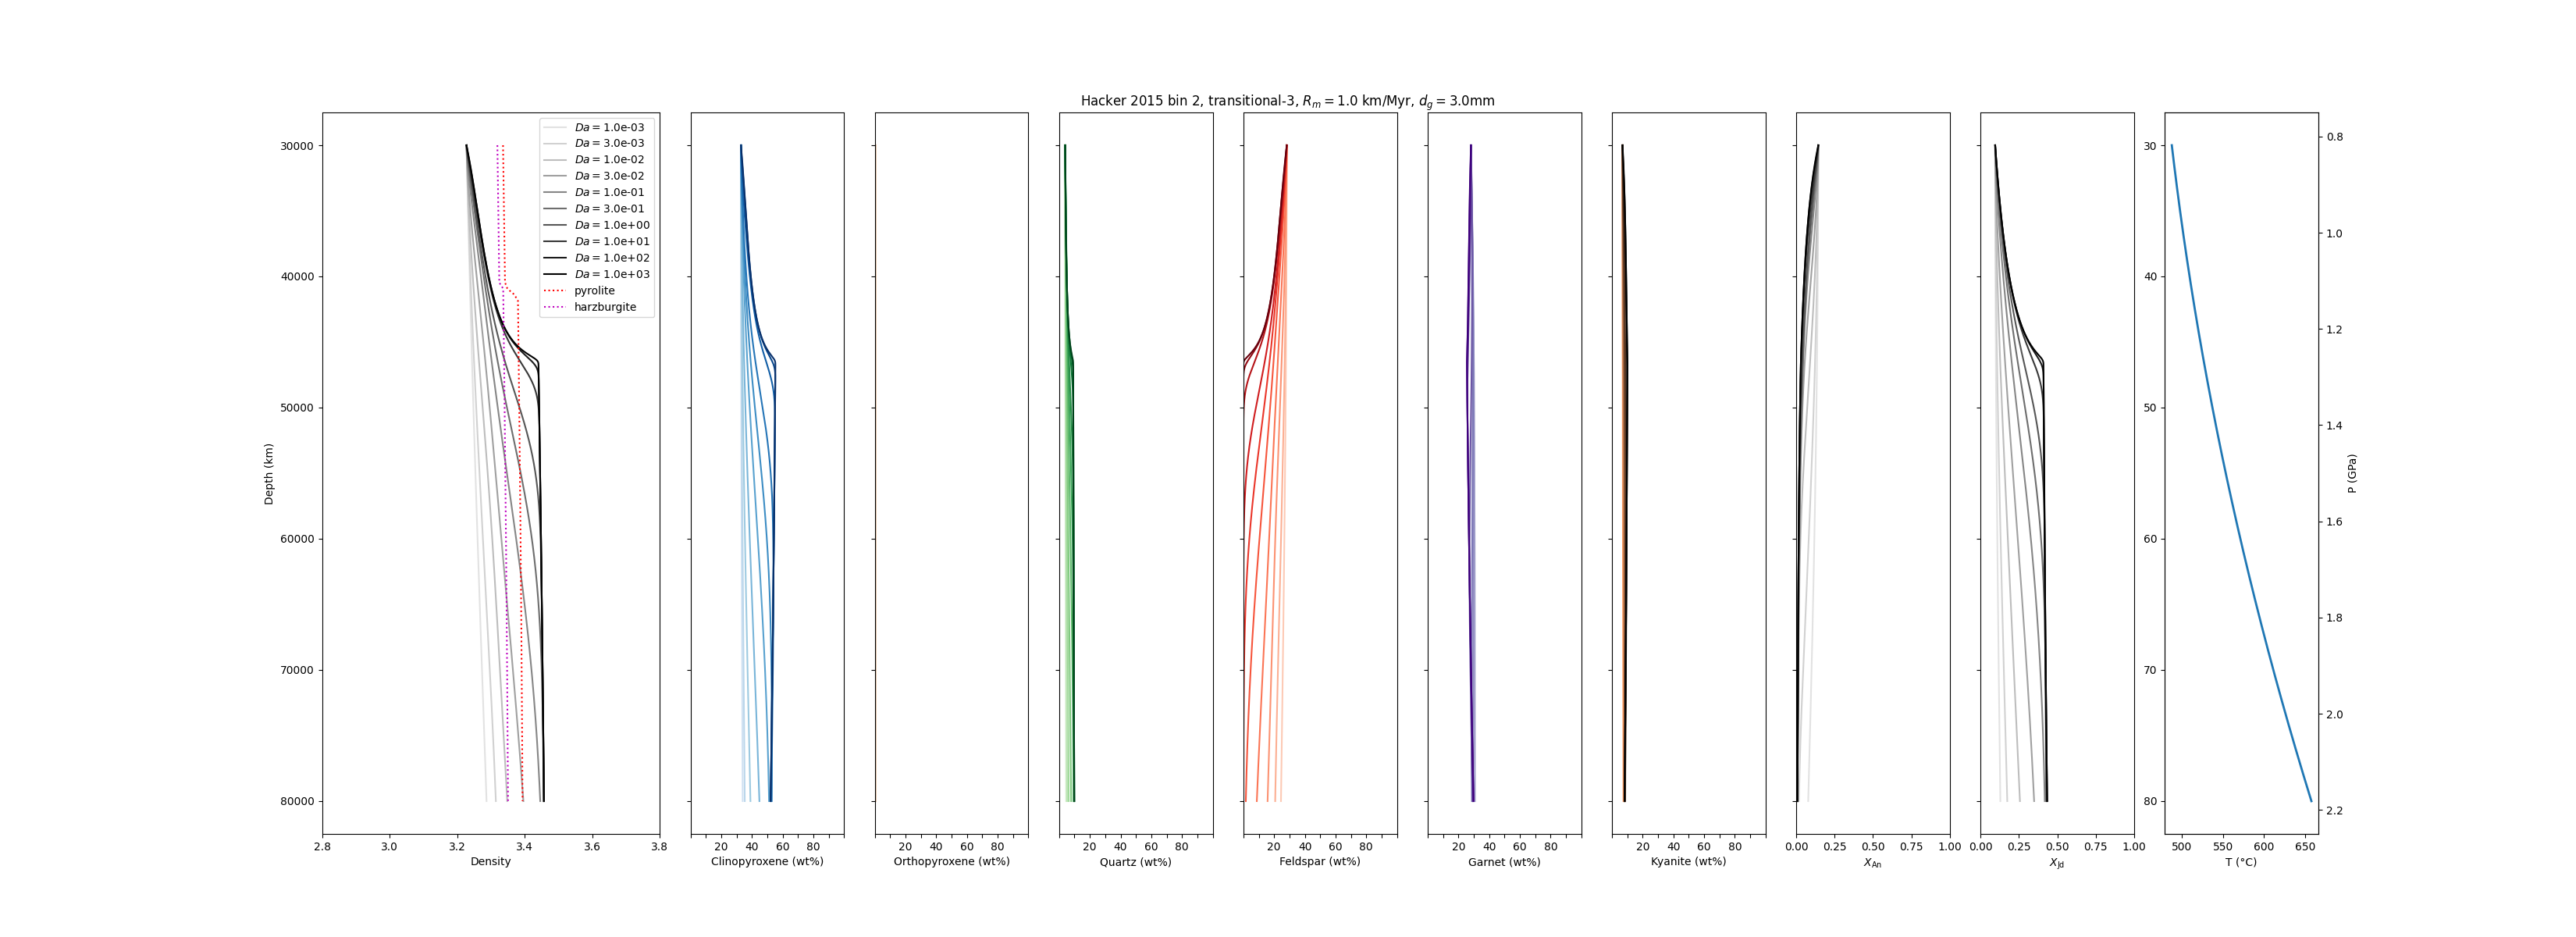 Hacker 2015 bin 2, transitional-3, R_m = 1.0 km/Myr, d_g = 3.0mm
Da = 1.0e-03
Da = 3.0e-03
Da = 1.0e-02
Da = 3.0e-02
Da = 1.0e-01
Da = 3.0e-01
Da = 1.0e+00
Da = 1.0e+01
Da = 1.0e+02
Da = 1.0e+03
pyrolite
harzburgite
Depth (km)
30000
40000
50000
60000
70000
80000
2.8 3.0 3.2 3.4 3.6 3.8
Density
20 40 60 80
Clinopyroxene (wt%)
20 40 60 80
Orthopyroxene (wt%)
20 40 60 80
Quartz (wt%)
20 40 60 80
Feldspar (wt%)
20 40 60 80
Garnet (wt%)
20 40 60 80
Kyanite (wt%)
0.00 0.25 0.50 0.75 1.00
X_An
0.00 0.25 0.50 0.75 1.00
X_Jd
30
40
50
60
70
80
500 550 600 650
T (°C)
0.8
1.0
1.2
1.4
1.6
1.8
2.0
2.2
P (GPa)